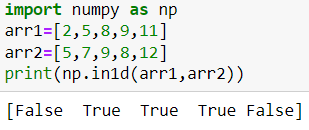 import numpy as np
arr1=[2,5,8,9,11]
arr2=[5,7,9,8,12]
print(np.in1d(arr1,arr2))
[False  True  True  True False]